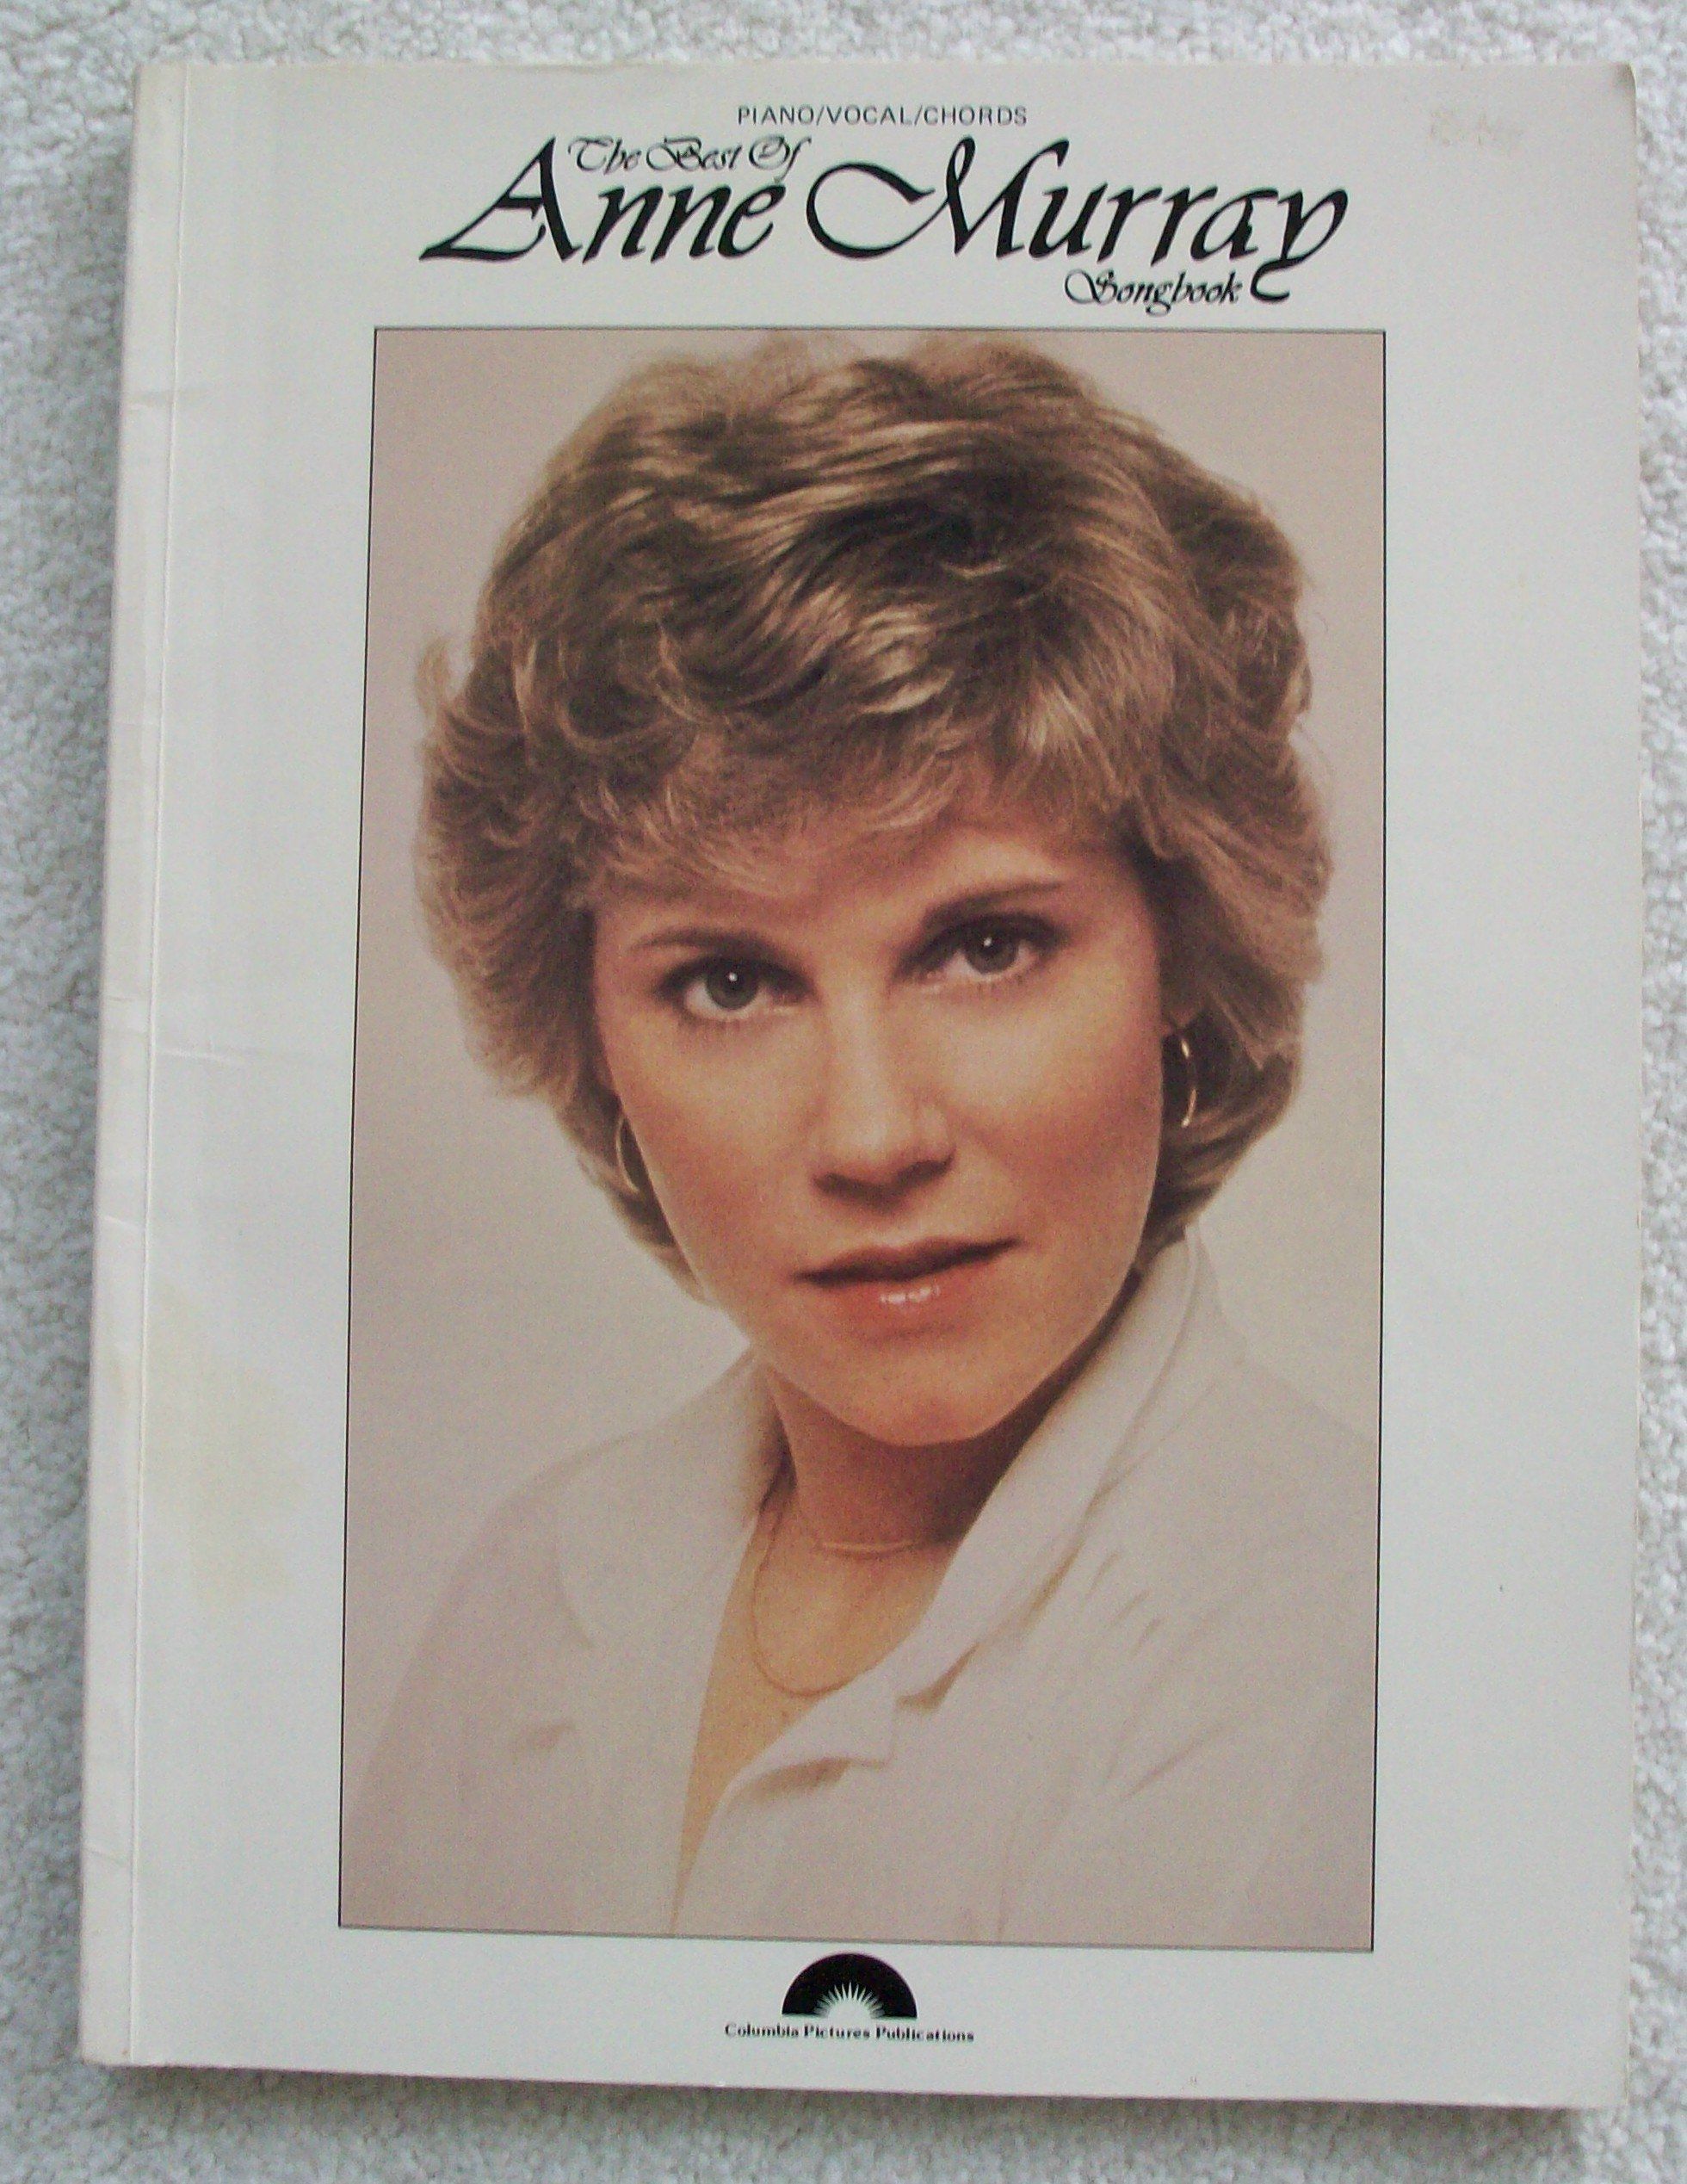 PIANO/VOCAL/CHORDS
The Best Of
Anne Murray
Songbook
Columbia Pictures Publications